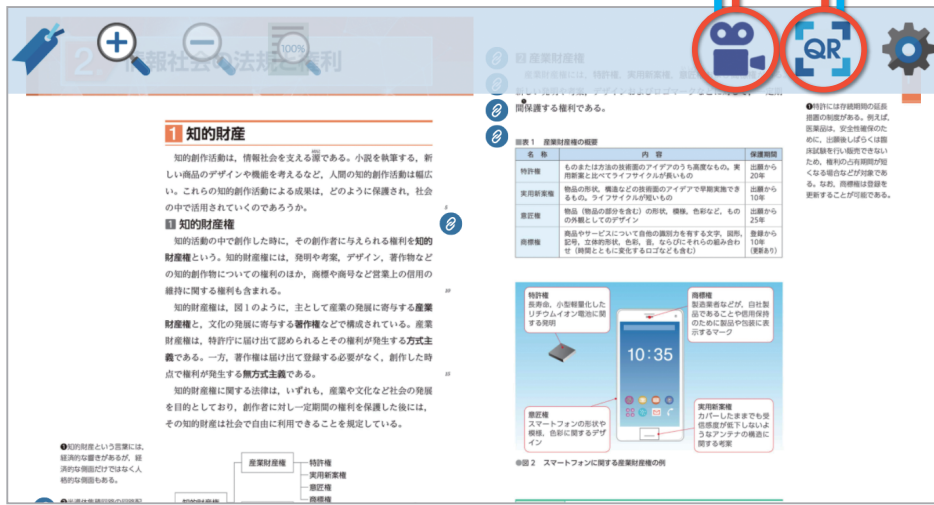 100%
QR
2 情報社会の法規と権利
1 知的財産
知的創作活動は，情報社会を支える源である。小説を執筆する，新
しい商品のデザインや機能を考えるなど，人間の知的創作活動は幅広
い。これらの知的創作活動による成果は，どのように保護され，社会
の中で活用されていくのであろうか。
1 知的財産権
知的活動の中で創作した時に，その創作者に与えられる権利を知的
財産権という。知的財産権には，発明や考案，デザイン，著作物など
の知的創作物についての権利のほか，商標や商号など営業上の信用の
維持に関する権利も含まれる。
知的財産権は，図1のように，主として産業の発展に寄与する産業
財産権と，文化の発展に寄与する著作権などで構成されている。産業
財産権は，特許庁に届け出て認められるとその権利が発生する方式主
義である。一方，著作権は届け出て登録する必要がなく，創作した時
点で権利が発生する無方式主義である。
知的財産権に関する法律は，いずれも，産業や文化など社会の発展
を目的としており，創作者に対し一定期間の権利を保護した後には，
その知的財産は社会で自由に利用できることを規定している。
5
10
15
❶知的財産という言葉には，
経済的な響きがあるが，経
済的な側面だけではなく人
格的な側面もある。
産業財産権
特許権
実用新案権
意匠権
商標権
知的財産権
2 産業財産権
産業財産権には，特許権，実用新案権，意匠
間保護する権利である。
❶特許には存続期間の延長
措置の制度がある。例えば，
医薬品は，安全性確保のた
めに，出願後しばらくは臨
床試験を行い販売できない
ため，権利の占有期間が短
くなる場合などが対象であ
る。なお，商標権は登録を
更新することが可能である。
表1 産業財産権の概要
名 称 内 容 保護期間
特許権 ものまたは方法の技術面のアイデアのうち高度なもの。実
用新案と比べてライフサイクルが長いもの 出願から
20年
実用新案権 物品の形状，構造などの技術面のアイデアで早期実施でき
るもの。ライフサイクルが短いもの 出願から
10年
意匠権 物品（物品の部分を含む）の形状，模様，色彩など，もの
の外観としてのデザイン 出願から
25年
商標権 商品やサービスについて自他の識別力を有する文字，図形，
記号，立体的形状，色彩，音，ならびにそれらの組み合わ
せ（時間とともに変化するロゴなども含む） 登録から
10年
（更新あり）
特許権
長寿命，小型軽量化した
リチウムイオン電池に関
する発明
商標権
製造業者などが，自社製
品であることや信用保持
のために製品や包装に表
示するマーク
10:35
意匠権
スマートフォンの形状や
模様，色彩に関するデザ
イン
実用新案権
カバーしたままでも受
信感度が低下しないよ
うなアンテナの構造に
関する考案
図2 スマートフォンに関する産業財産権の例